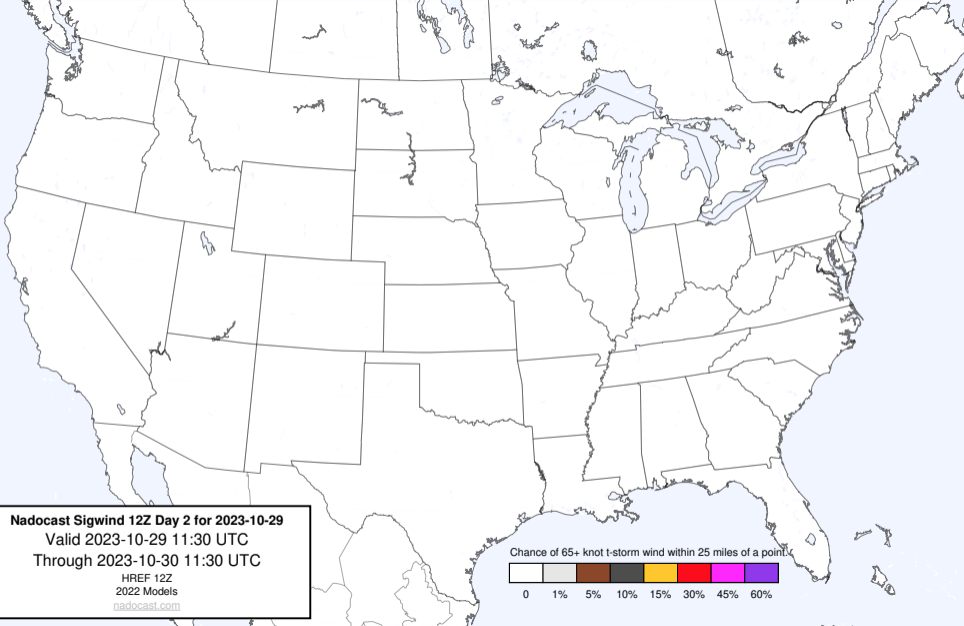 Nadocast Sigwind 12Z Day 2 for 2023-10-29
Valid 2023-10-29 11:30 UTC
Through 2023-10-30 11:30 UTC
HREF 12Z
2022 Models
nadocast.com
Chance of 65+ knot t-storm wind within 25 miles of a point.
0 1% 5% 10% 15% 30% 45% 60%